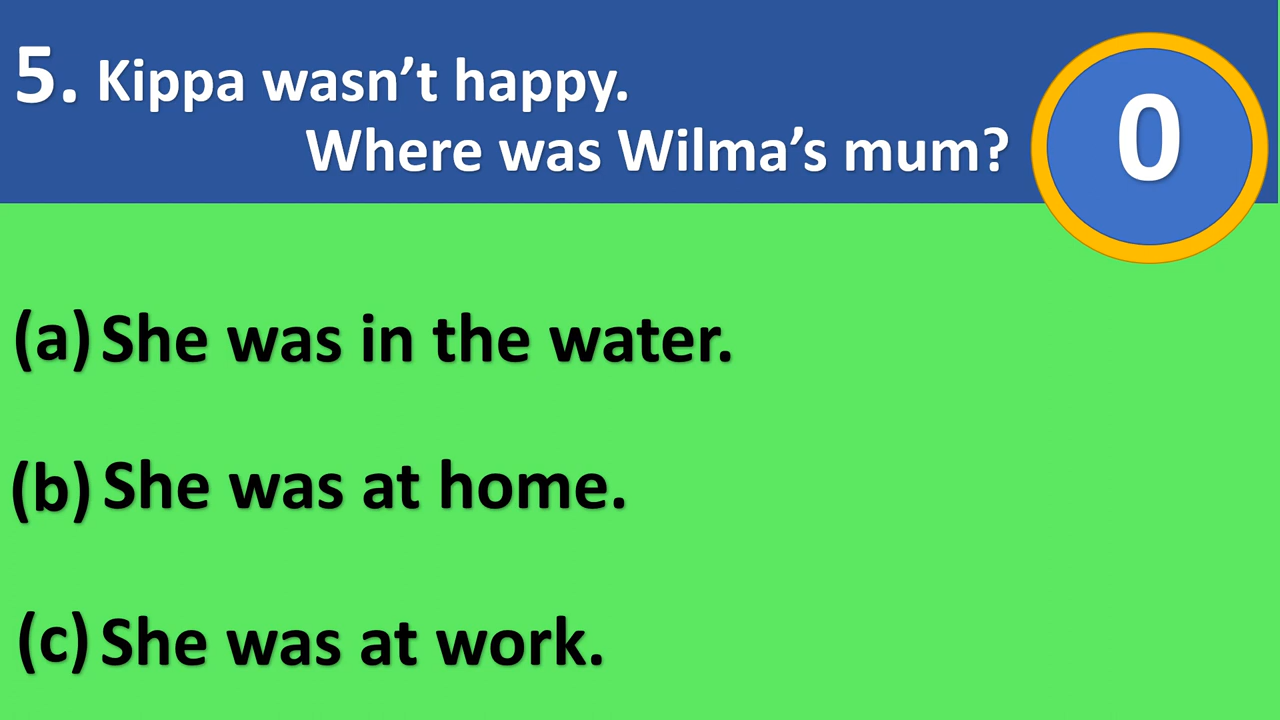 5. Kippa wasn’t happy.
Where was Wilma’s mum?
0
(a) She was in the water.
(b) She was at home.
(c) She was at work.